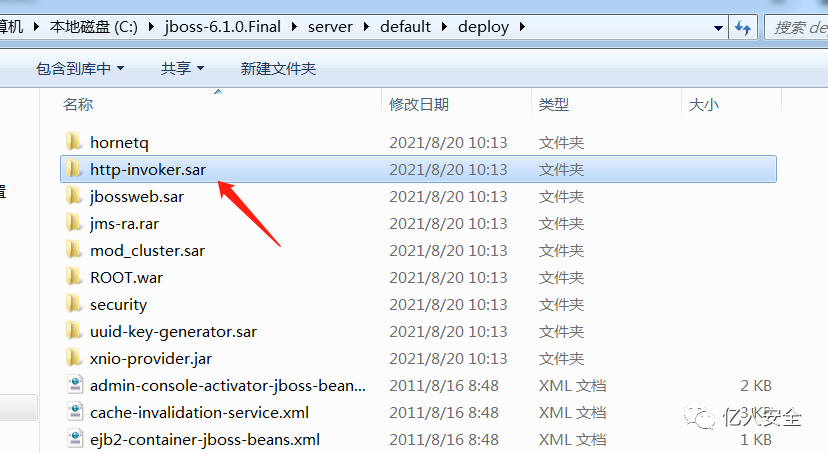 算机 ▸ 本地磁盘 (C:) ▸ jboss-6.1.0.Final ▸ server ▸ default ▸ deploy ▸ 搜索 dep
包含到库中 共享 新建文件夹
名称 修改日期 类型 大小
hornetq 2021/8/20 10:13 文件夹
http-invoker.sar 2021/8/20 10:13 文件夹
置
jbossweb.sar 2021/8/20 10:13 文件夹
jms-ra.rar 2021/8/20 10:13 文件夹
mod_cluster.sar 2021/8/20 10:13 文件夹
ROOT.war 2021/8/20 10:13 文件夹
security 2021/8/20 10:13 文件夹
uuid-key-generator.sar 2021/8/20 10:13 文件夹
xnio-provider.jar 2021/8/20 10:13 文件夹
admin-console-activator-jboss-bean... 2011/8/16 8:48 XML 文档 2 KB
cache-invalidation-service.xml 2011/8/16 8:48 XML 文档 3 KB
亿人安全
ejb2-container-jboss-beans.xml 2011/8/16 8:48 XML 文档 1 KB